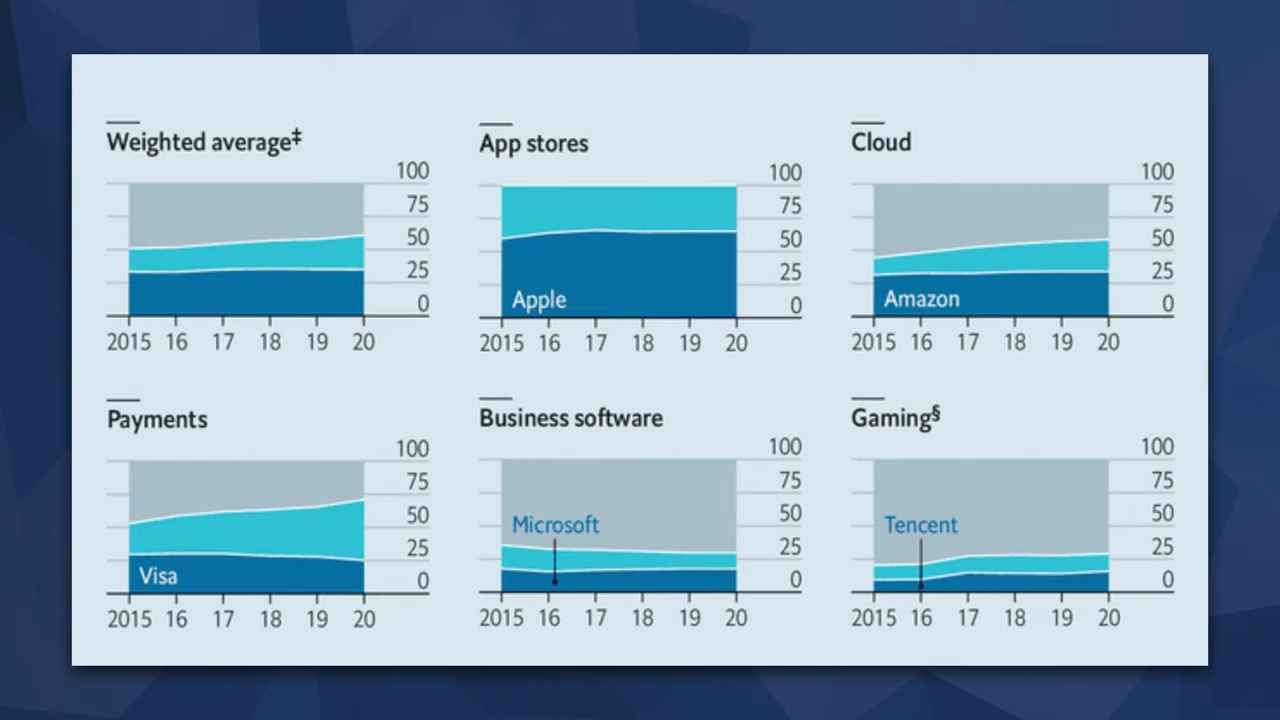 Weighted average‡
100
75
50
25
0
2015 16 17 18 19 20
App stores
100
75
50
25
0
Apple
2015 16 17 18 19 20
Cloud
100
75
50
25
0
Amazon
2015 16 17 18 19 20
Payments
100
75
50
25
0
Visa
2015 16 17 18 19 20
Business software
100
75
50
25
0
Microsoft
2015 16 17 18 19 20
Gaming§
100
75
50
25
0
Tencent
2015 16 17 18 19 20